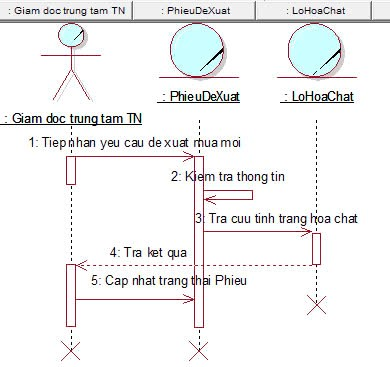 : Giam doc trung tam TN
: PhieuDeXuat
: LoHoaChat
: Giam doc trung tam TN
: PhieuDeXuat
: LoHoaChat
1: Tiep nhan yeu cau de xuat mua moi
2: Kiem tra thong tin
3: Tra cuu tinh trang hoa chat
4: Tra ket qua
5: Cap nhat trang thai Phieu